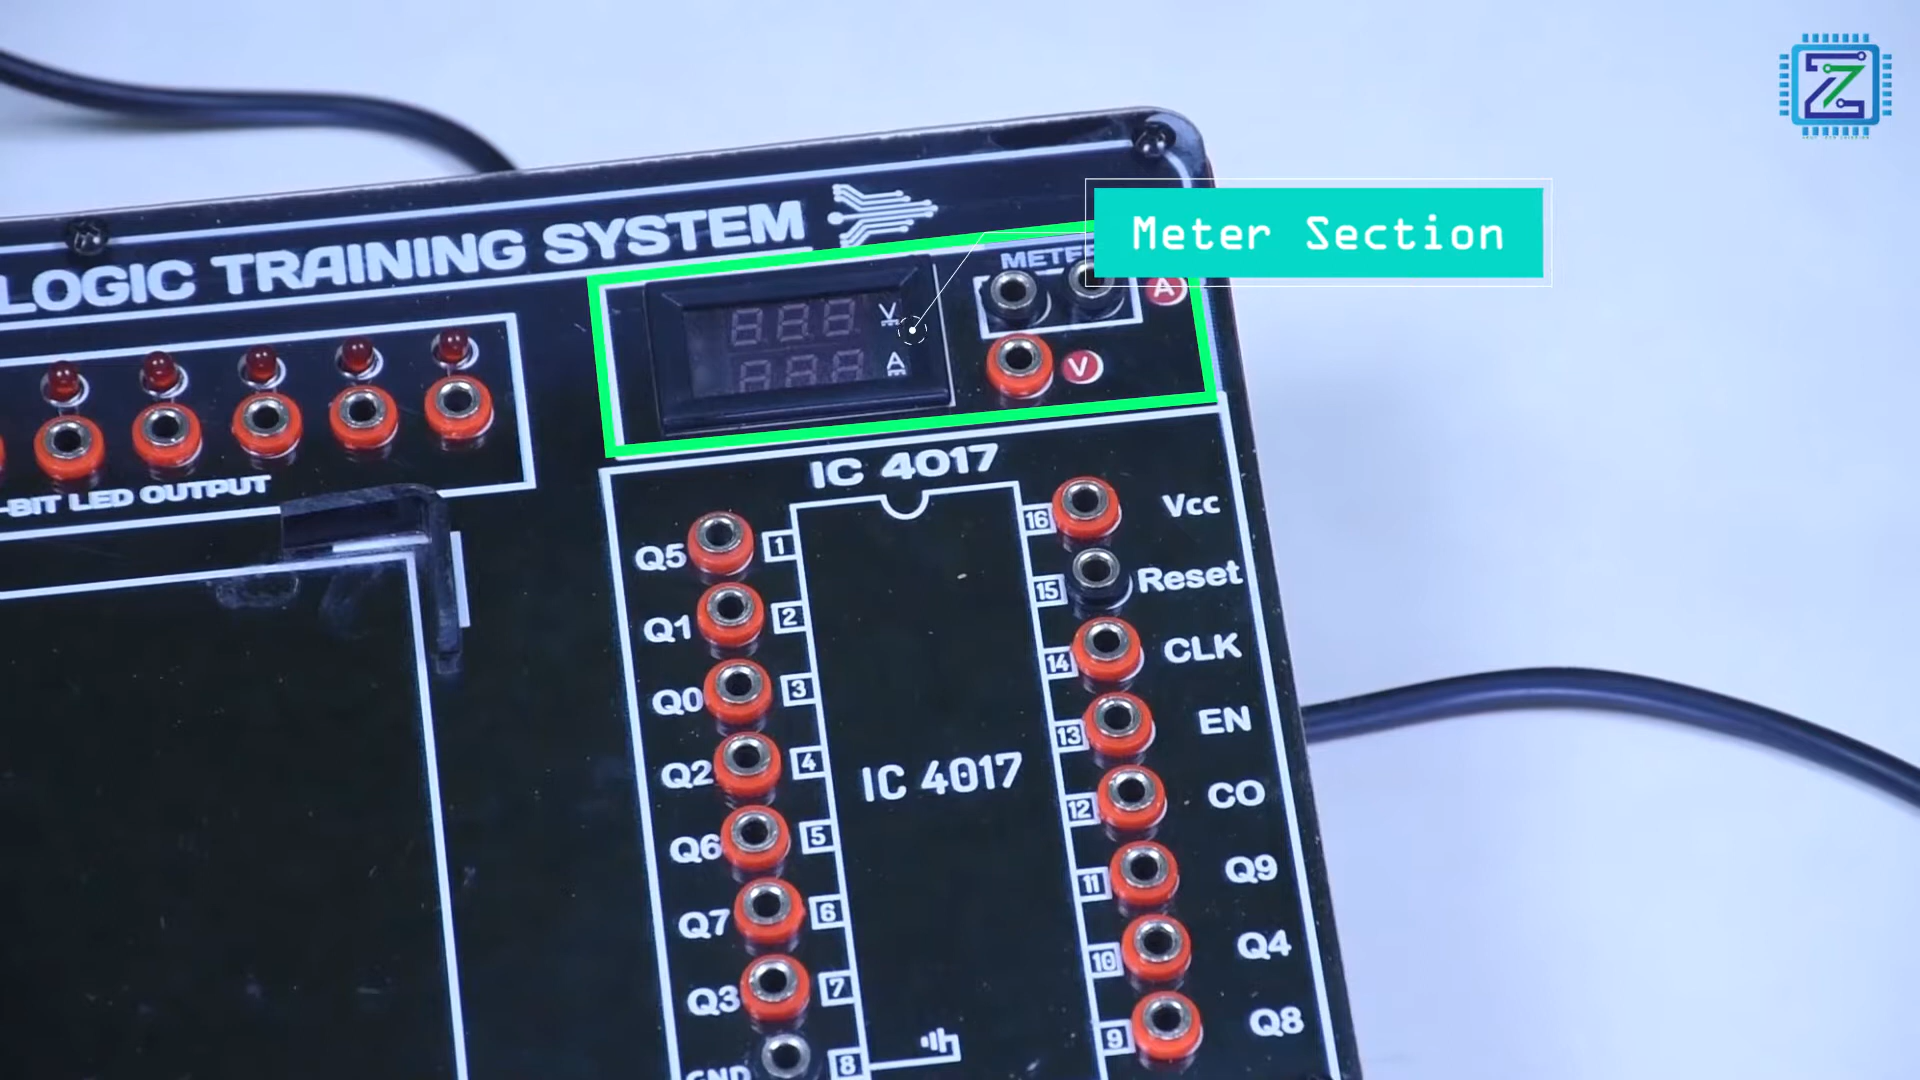 LOGIC TRAINING SYSTEM
Meter Section
METER
V
A
A
V
-BIT LED OUTPUT
IC 4017
Q5
1
16
Vcc
Q1
2
15
Reset
Q0
3
14
CLK
Q2
4
13
EN
IC 4017
Q6
5
12
CO
Q7
6
11
Q9
Q3
7
10
Q4
GND
8
9
Q8